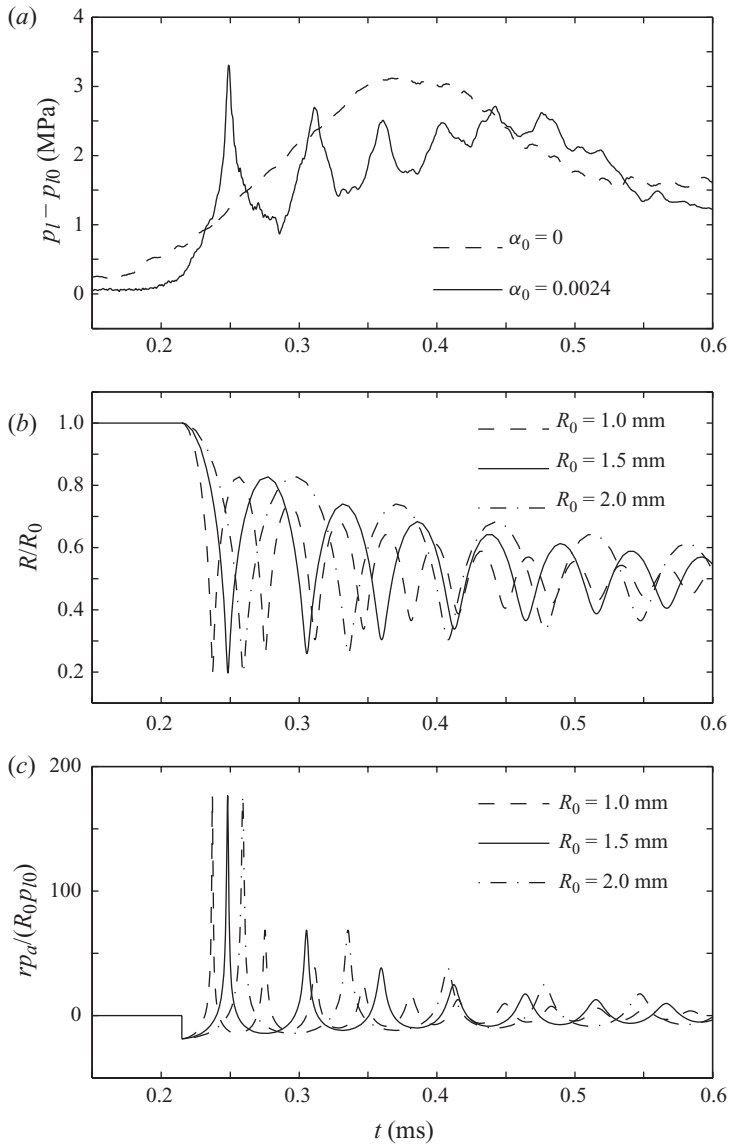 (a)
4
3
2
1
0
p_l – p_{l0} (MPa)
α_0 = 0
α_0 = 0.0024
0.2 0.3 0.4 0.5 0.6
(b)
1.0
0.8
0.6
0.4
0.2
R/R_0
R_0 = 1.0 mm
R_0 = 1.5 mm
R_0 = 2.0 mm
0.2 0.3 0.4 0.5 0.6
(c)
200
100
0
rp_a/(R_0p_{l0})
R_0 = 1.0 mm
R_0 = 1.5 mm
R_0 = 2.0 mm
0.2 0.3 0.4 0.5 0.6
t (ms)